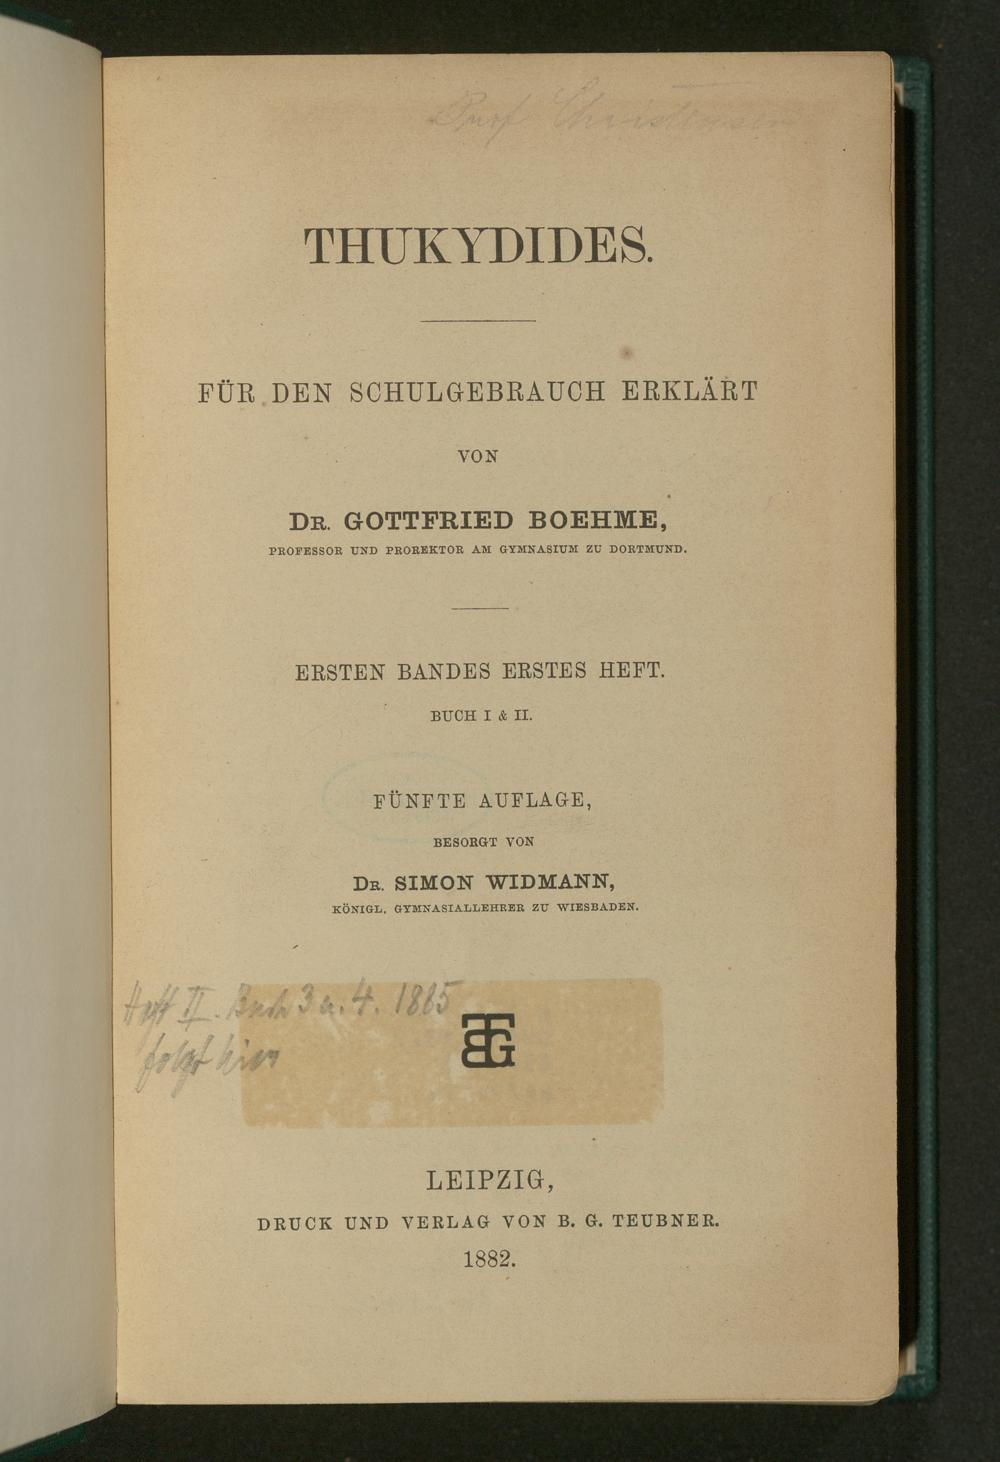 Prof Christensen
THUKYDIDES.
FÜR DEN SCHULGEBRAUCH ERKLÄRT
VON
DR. GOTTFRIED BOEHME,
PROFESSOR UND PROREKTOR AM GYMNASIUM ZU DORTMUND.
ERSTEN BANDES ERSTES HEFT.
BUCH I & II.
FÜNFTE AUFLAGE,
BESORGT VON
DR. SIMON WIDMANN,
KÖNIGL. GYMNASIALLEHRER ZU WIESBADEN.
Heft II. Buch 3 u. 4. 1885
folgt hier
BTG
LEIPZIG,
DRUCK UND VERLAG VON B. G. TEUBNER.
1882.